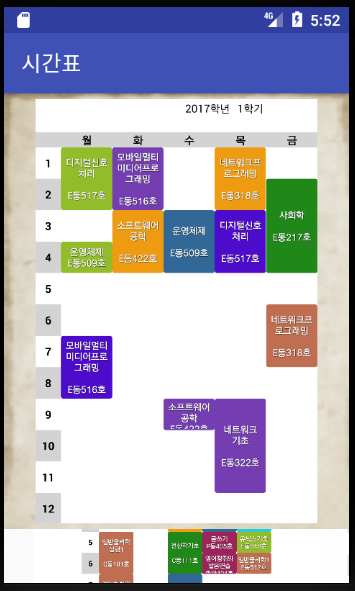 4G 5:52
시간표
2017학년 1학기
월 화 수 목 금
1
디지털신호
처리
E동517호
모바일멀티
미디어프로
그래밍
E동516호
네트워크프
로그래밍
E동318호
2
사회학
E동217호
3
소프트웨어
공학
E동422호
운영체제
E동509호
디지털신호
처리
E동517호
4
운영체제
E동509호
5
6
네트워크프
로그래밍
E동318호
7
모바일멀티
미디어프로
그래밍
E동516호
8
9
소프트웨어
공학
E동422호
네트워크
기초
E동322호
10
11
12
5
6
글쓰기